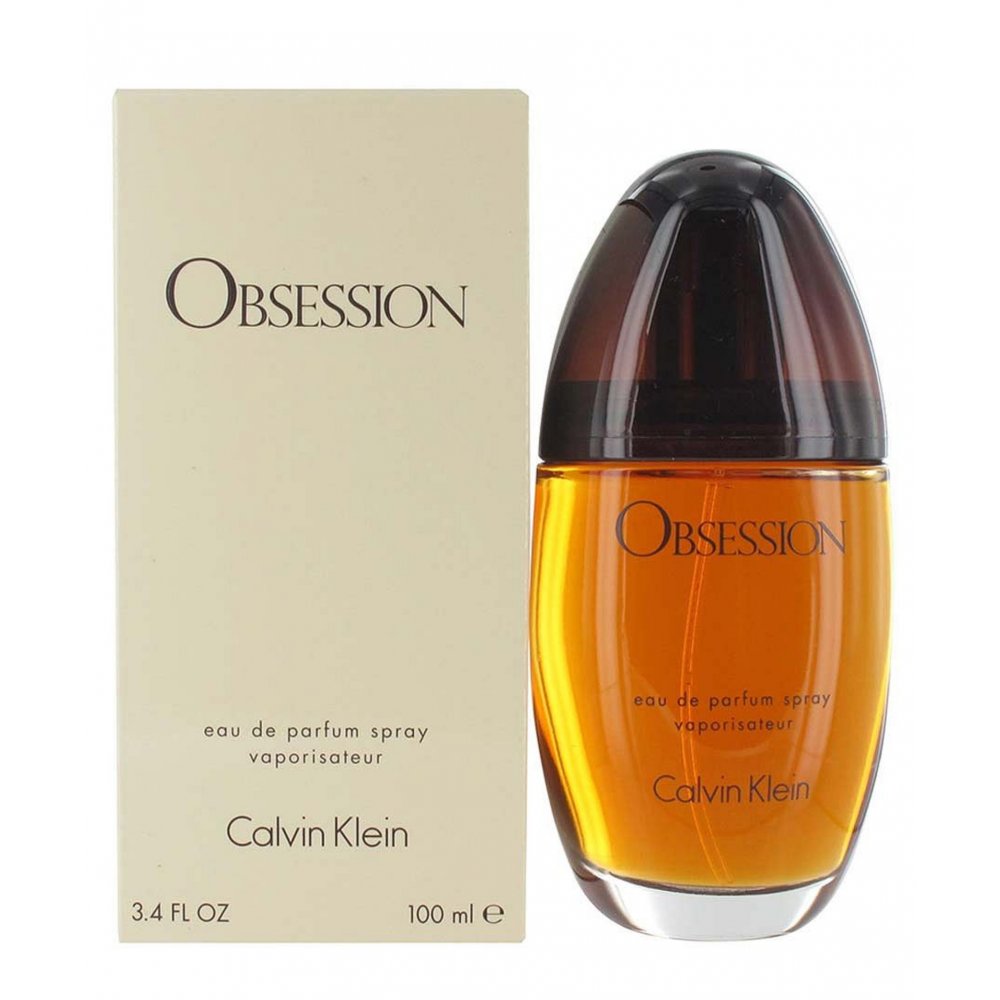 OBSESSION
eau de parfum spray
vaporisateur
Calvin Klein
3.4 FL OZ
100 ml ℮
OBSESSION
eau de parfum spray
vaporisateur
Calvin Klein